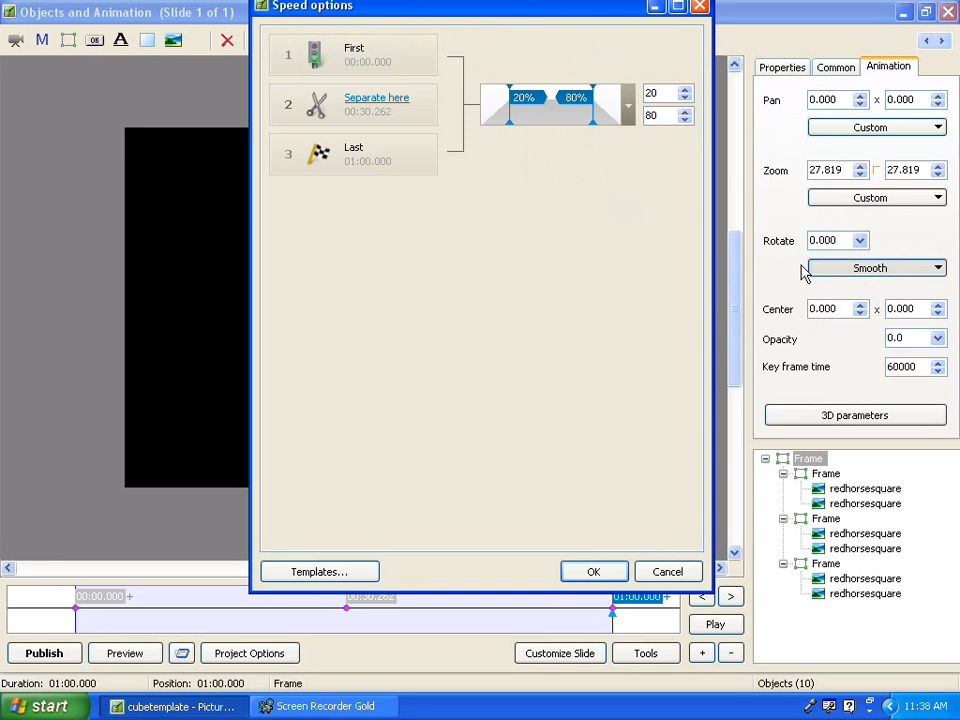 Objects and Animation (Slide 1 of 1)
Speed options
M
OK
A
1
First
00:00.000
2
Separate here
00:30.262
3
Last
01:00.000
20%
80%
20
80
Templates...
OK
Cancel
Properties
Common
Animation
Pan
0.000
x
0.000
Custom
Zoom
27.819
27.819
Custom
Rotate
0.000
Smooth
Center
0.000
x
0.000
Opacity
0.0
Key frame time
60000
3D parameters
Frame
Frame
redhorsesquare
redhorsesquare
Frame
redhorsesquare
redhorsesquare
Frame
redhorsesquare
redhorsesquare
00:00.000 +
00:30.262
01:00.000 +
<
>
Play
Publish
Preview
Project Options
Customize Slide
Tools
+
-
Duration: 01:00.000
Position: 01:00.000
Frame
Objects (10)
start
cubetemplate - Pictur...
Screen Recorder Gold
11:38 AM